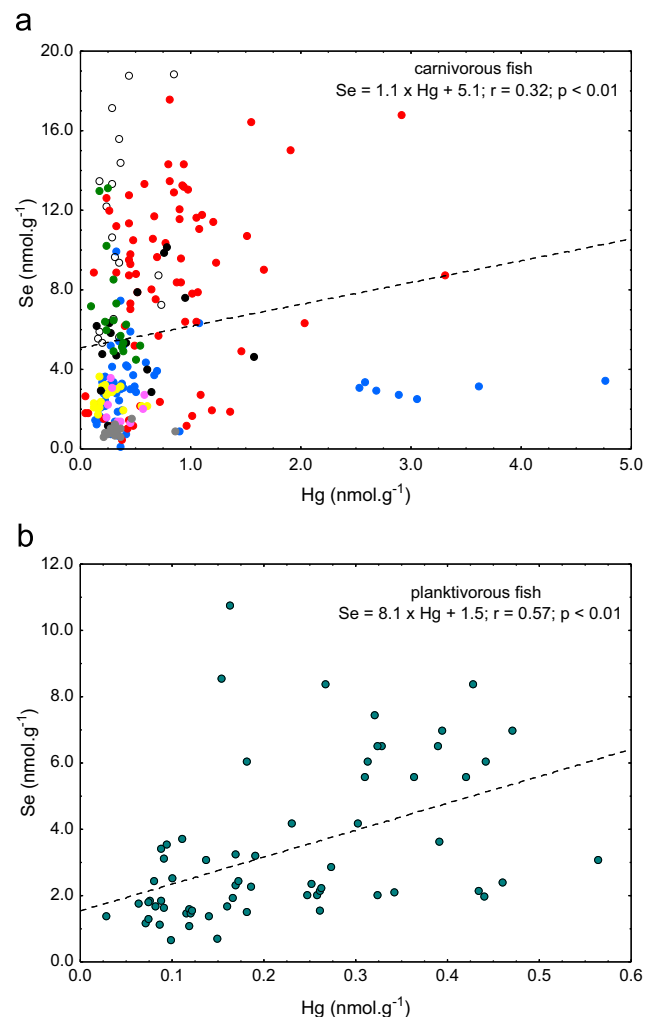 a
20.0
carnivorous fish
Se = 1.1 x Hg + 5.1; r = 0.32; p < 0.01
16.0
12.0
Se (nmol.g⁻¹)
8.0
4.0
0.0
0.0 1.0 2.0 3.0 4.0 5.0
Hg (nmol.g⁻¹)
b
12.0
planktivorous fish
Se = 8.1 x Hg + 1.5; r = 0.57; p < 0.01
10.0
8.0
Se (nmol.g⁻¹)
6.0
4.0
2.0
0.0
0.0 0.1 0.2 0.3 0.4 0.5 0.6
Hg (nmol.g⁻¹)